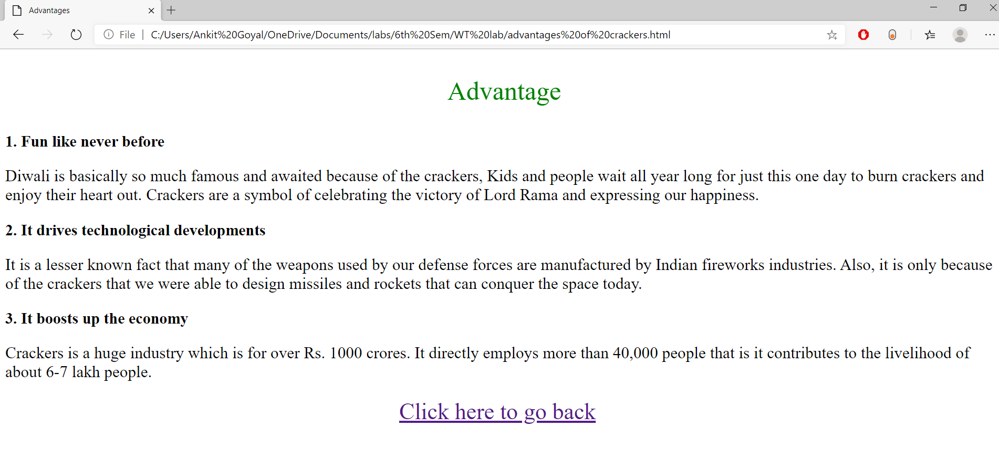 Advantages
File
C:/Users/Ankit%20Goyal/OneDrive/Documents/labs/6th%20Sem/WT%20lab/advantages%20of%20crackers.html
Advantage
1. Fun like never before
Diwali is basically so much famous and awaited because of the crackers, Kids and people wait all year long for just this one day to burn crackers and
enjoy their heart out. Crackers are a symbol of celebrating the victory of Lord Rama and expressing our happiness.
2. It drives technological developments
It is a lesser known fact that many of the weapons used by our defense forces are manufactured by Indian fireworks industries. Also, it is only because
of the crackers that we were able to design missiles and rockets that can conquer the space today.
3. It boosts up the economy
Crackers is a huge industry which is for over Rs. 1000 crores. It directly employs more than 40,000 people that is it contributes to the livelihood of
about 6-7 lakh people.
Click here to go back